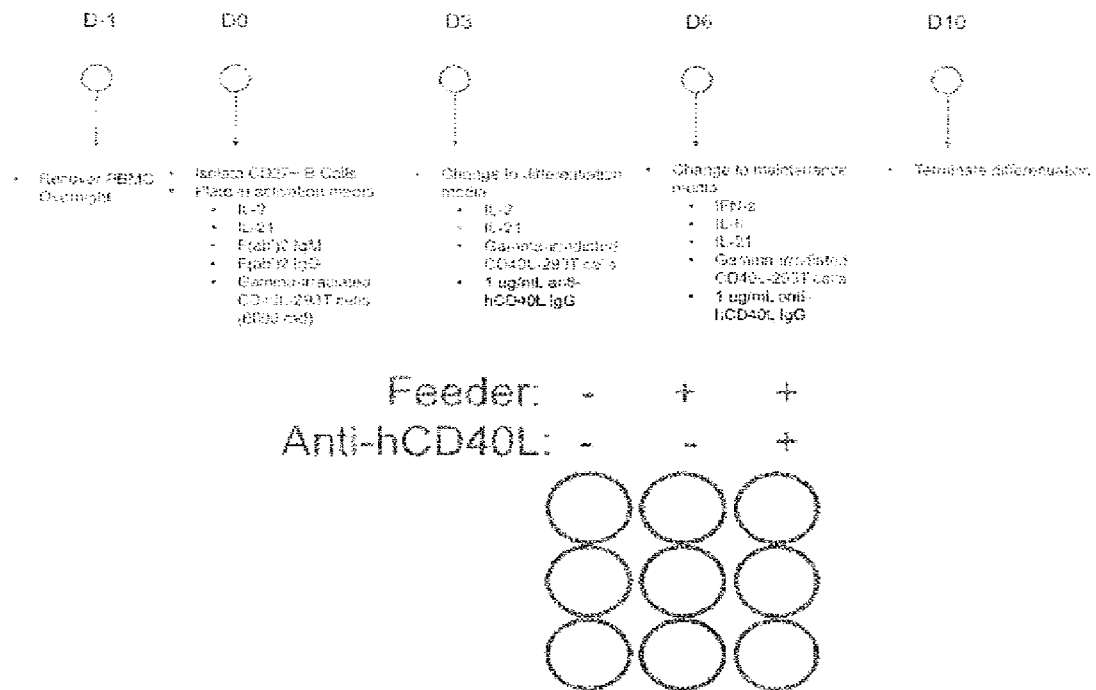 D-1
D0
D3
D6
D10
Recover PBMC
Overnight
Isolate CD27+ B Cells
Plate in activation media
IL-2
IL-21
F(ab')2 IgM
F(ab')2 IgG
Gamma-irradiated
CD40L-293T cells
(6000 rad)
Change to differentiation
media
IL-2
IL-21
Gamma-irradiated
CD40L-293T cells
1 ug/mL anti-
hCD40L IgG
Change to maintenance
media
IFN-a
IL-6
IL-21
Gamma-irradiated
CD40L-293T cells
1 ug/mL anti-
hCD40L IgG
Terminate differentiation
Feeder: - + +
Anti-hCD40L: - - +